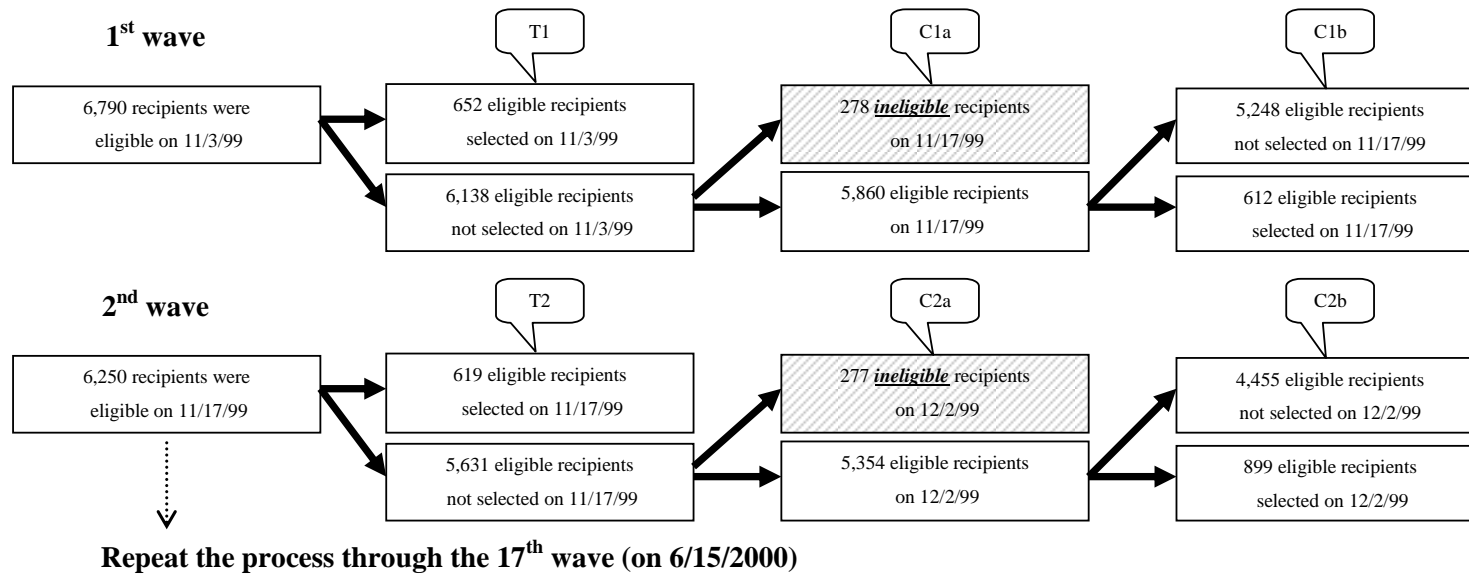 1st wave
T1
C1a
C1b
6,790 recipients were
eligible on 11/3/99
652 eligible recipients
selected on 11/3/99
6,138 eligible recipients
not selected on 11/3/99
278 ineligible recipients
on 11/17/99
5,860 eligible recipients
on 11/17/99
5,248 eligible recipients
not selected on 11/17/99
612 eligible recipients
selected on 11/17/99
2nd wave
T2
C2a
C2b
6,250 recipients were
eligible on 11/17/99
619 eligible recipients
selected on 11/17/99
5,631 eligible recipients
not selected on 11/17/99
277 ineligible recipients
on 12/2/99
5,354 eligible recipients
on 12/2/99
4,455 eligible recipients
not selected on 12/2/99
899 eligible recipients
selected on 12/2/99
Repeat the process through the 17th wave (on 6/15/2000)